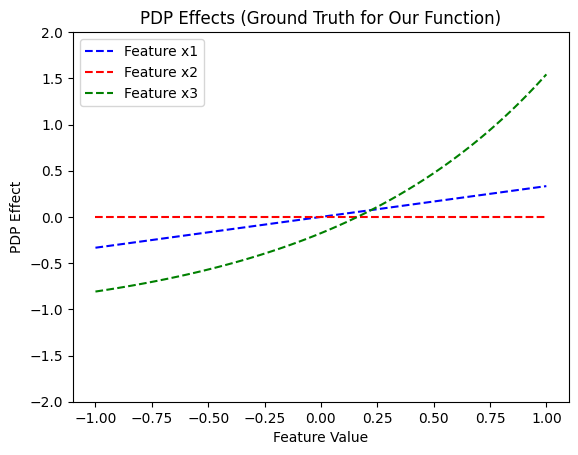 PDP Effects (Ground Truth for Our Function)
Feature x1
Feature x2
Feature x3
PDP Effect
2.0
1.5
1.0
0.5
0.0
−0.5
−1.0
−1.5
−2.0
−1.00 −0.75 −0.50 −0.25 0.00 0.25 0.50 0.75 1.00
Feature Value